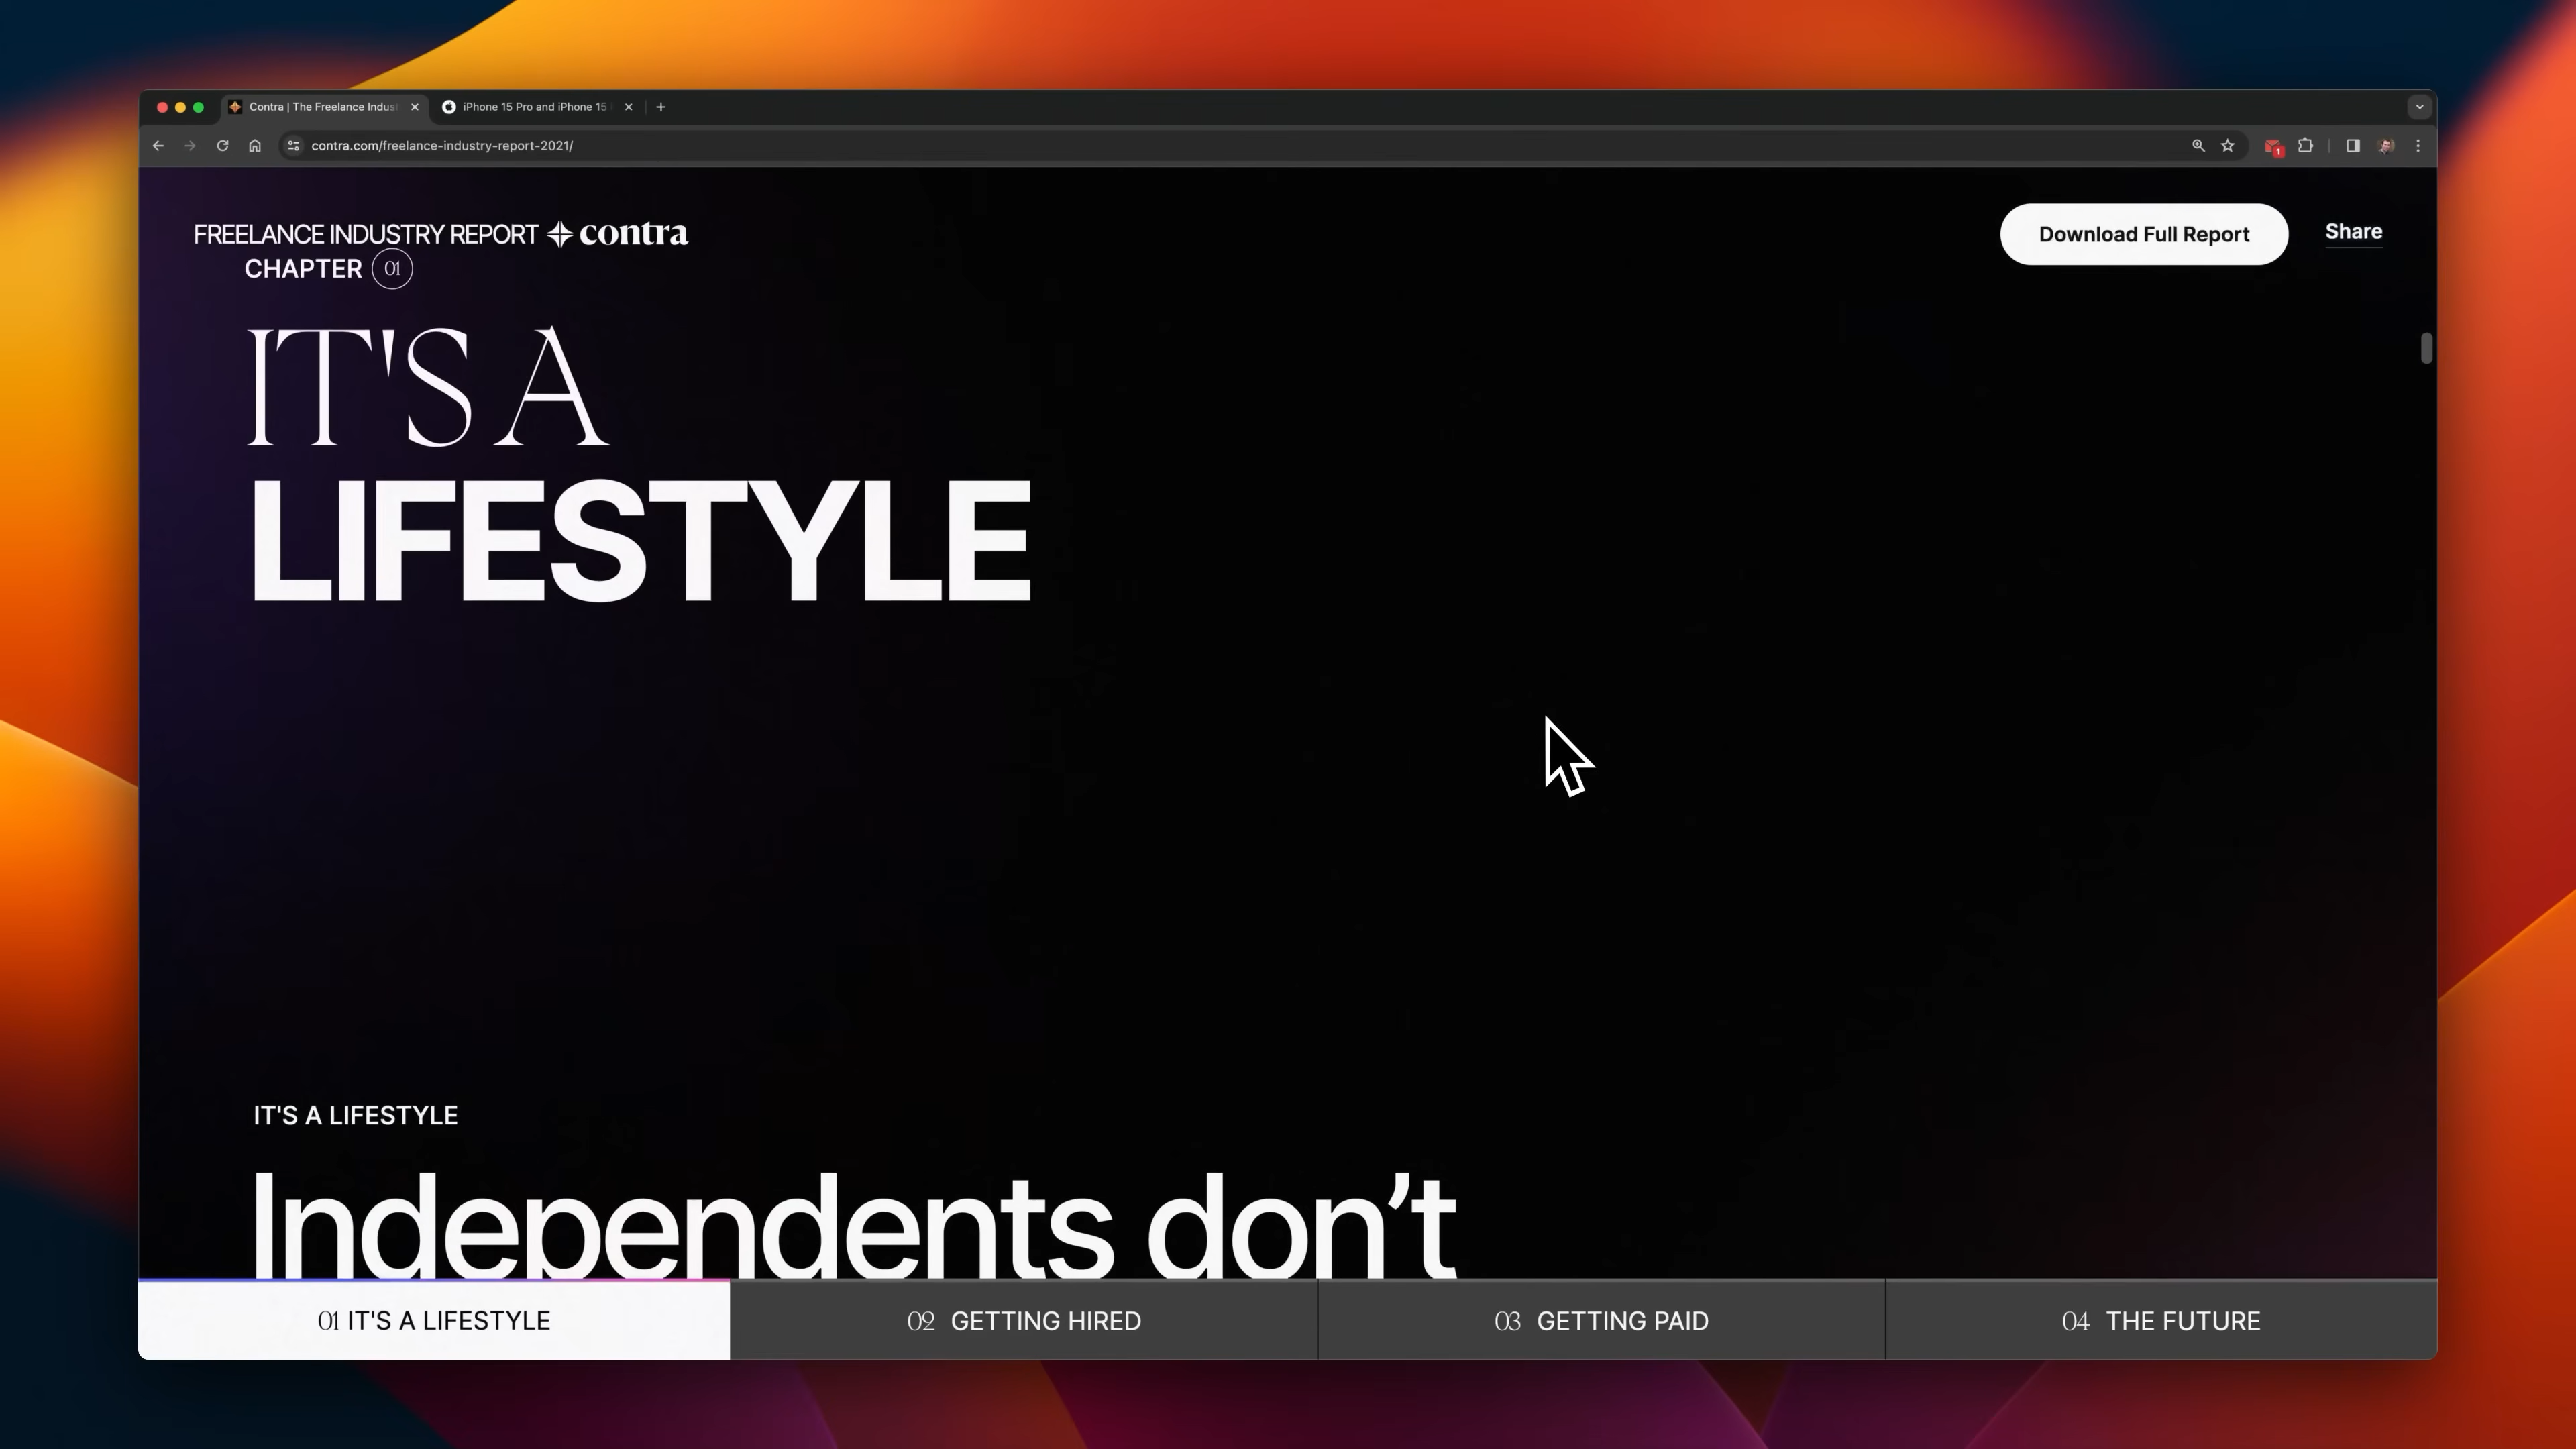 Contra | The Freelance Indus
iPhone 15 Pro and iPhone 15
contra.com/freelance-industry-report-2021/
1
FREELANCE INDUSTRY REPORT contra
Download Full Report
Share
CHAPTER 01
IT'S A
LIFESTYLE
IT'S A LIFESTYLE
Independents don’t
01 IT'S A LIFESTYLE
02 GETTING HIRED
03 GETTING PAID
04 THE FUTURE